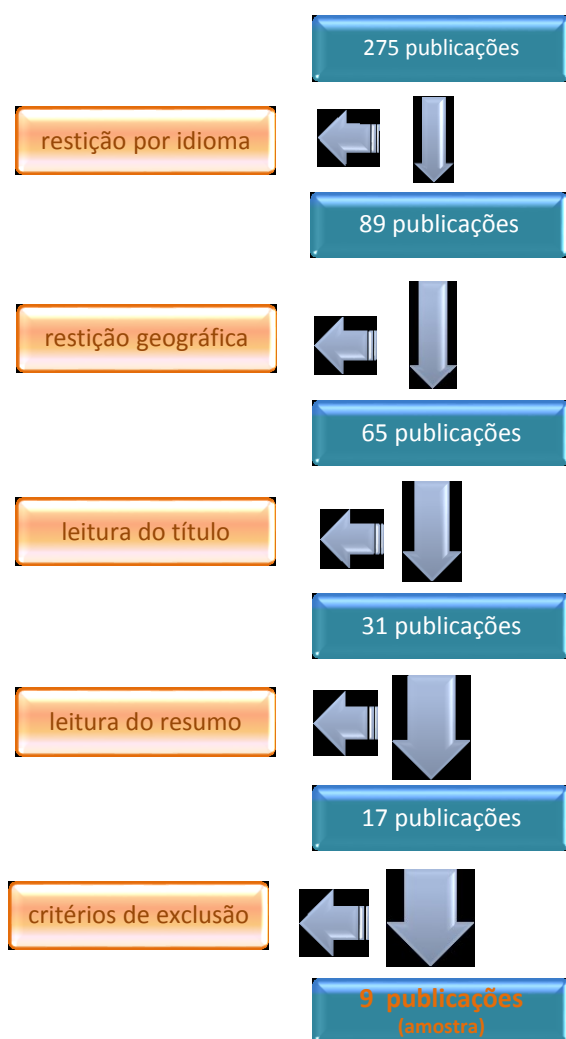 275 publicações
restição por idioma
89 publicações
restição geográfica
65 publicações
leitura do título
31 publicações
leitura do resumo
17 publicações
critérios de exclusão
9 publicações
(amostra)